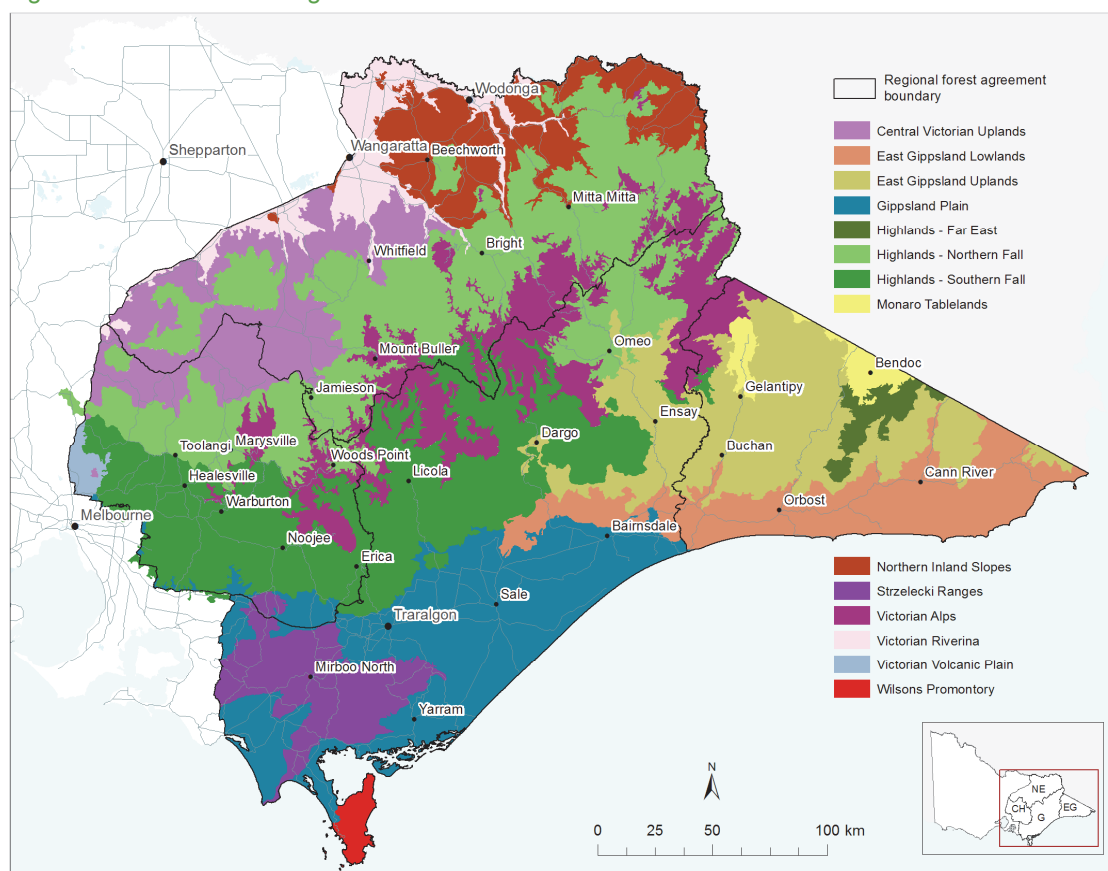 Regional forest agreement
boundary
Central Victorian Uplands
East Gippsland Lowlands
East Gippsland Uplands
Gippsland Plain
Highlands - Far East
Highlands - Northern Fall
Highlands - Southern Fall
Monaro Tablelands
Wodonga
Shepparton
Wangaratta
Beechworth
Mitta Mitta
Bright
Whitfield
Omeo
Mount Buller
Bendoc
Jamieson
Gelantipy
Ensay
Marysville
Dargo
Toolangi
Duchan
Woods Point
Licola
Cann River
Healesville
Warburton
Orbost
Melbourne
Bairnsdale
Noojee
Erica
Sale
Traralgon
Mirboo North
Yarram
Northern Inland Slopes
Strzelecki Ranges
Victorian Alps
Victorian Riverina
Victorian Volcanic Plain
Wilsons Promontory
N
0 25 50 100 km
NE
CH
EG
G